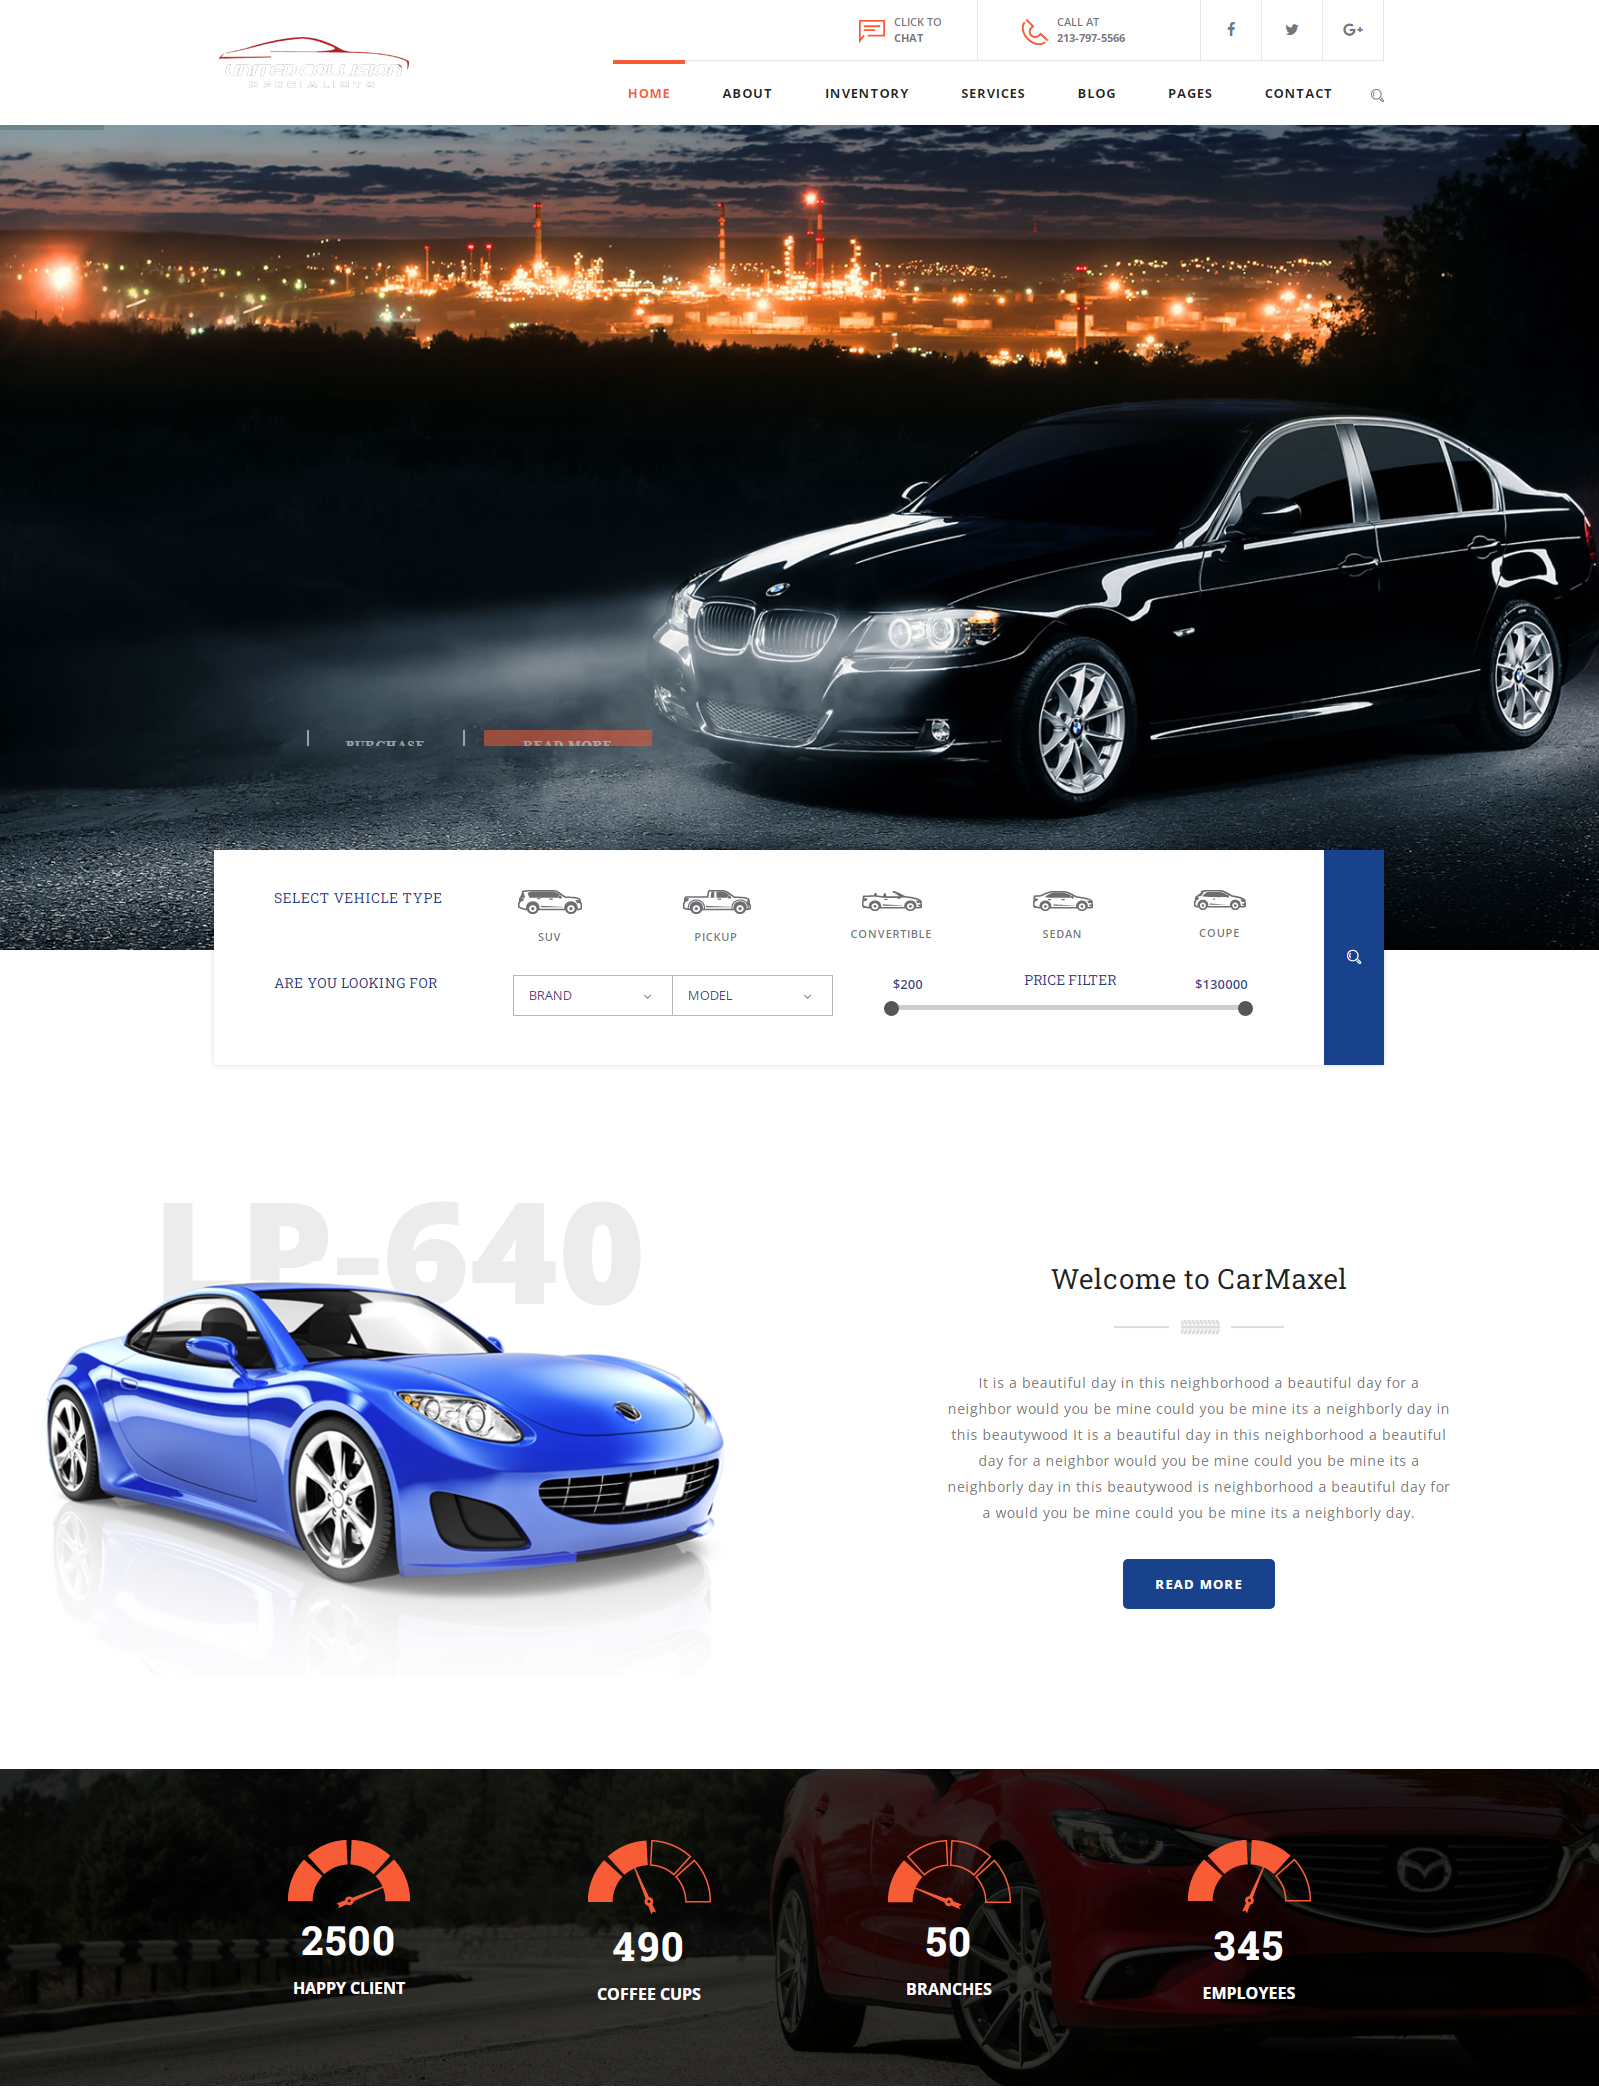 UNITED COLLISION
SPECIALISTS
CLICK TO
CHAT
CALL AT
213-797-5566
HOME
ABOUT
INVENTORY
SERVICES
BLOG
PAGES
CONTACT
PURCHASE
READ MORE
SELECT VEHICLE TYPE
SUV
PICKUP
CONVERTIBLE
SEDAN
COUPE
ARE YOU LOOKING FOR
BRAND
MODEL
$200
PRICE FILTER
$130000
LP-640
Welcome to CarMaxel
It is a beautiful day in this neighborhood a beautiful day for a
neighbor would you be mine could you be mine its a neighborly day in
this beautywood It is a beautiful day in this neighborhood a beautiful
day for a neighbor would you be mine could you be mine its a
neighborly day in this beautywood is neighborhood a beautiful day for
a would you be mine could you be mine its a neighborly day.
READ MORE
2500
HAPPY CLIENT
490
COFFEE CUPS
50
BRANCHES
345
EMPLOYEES